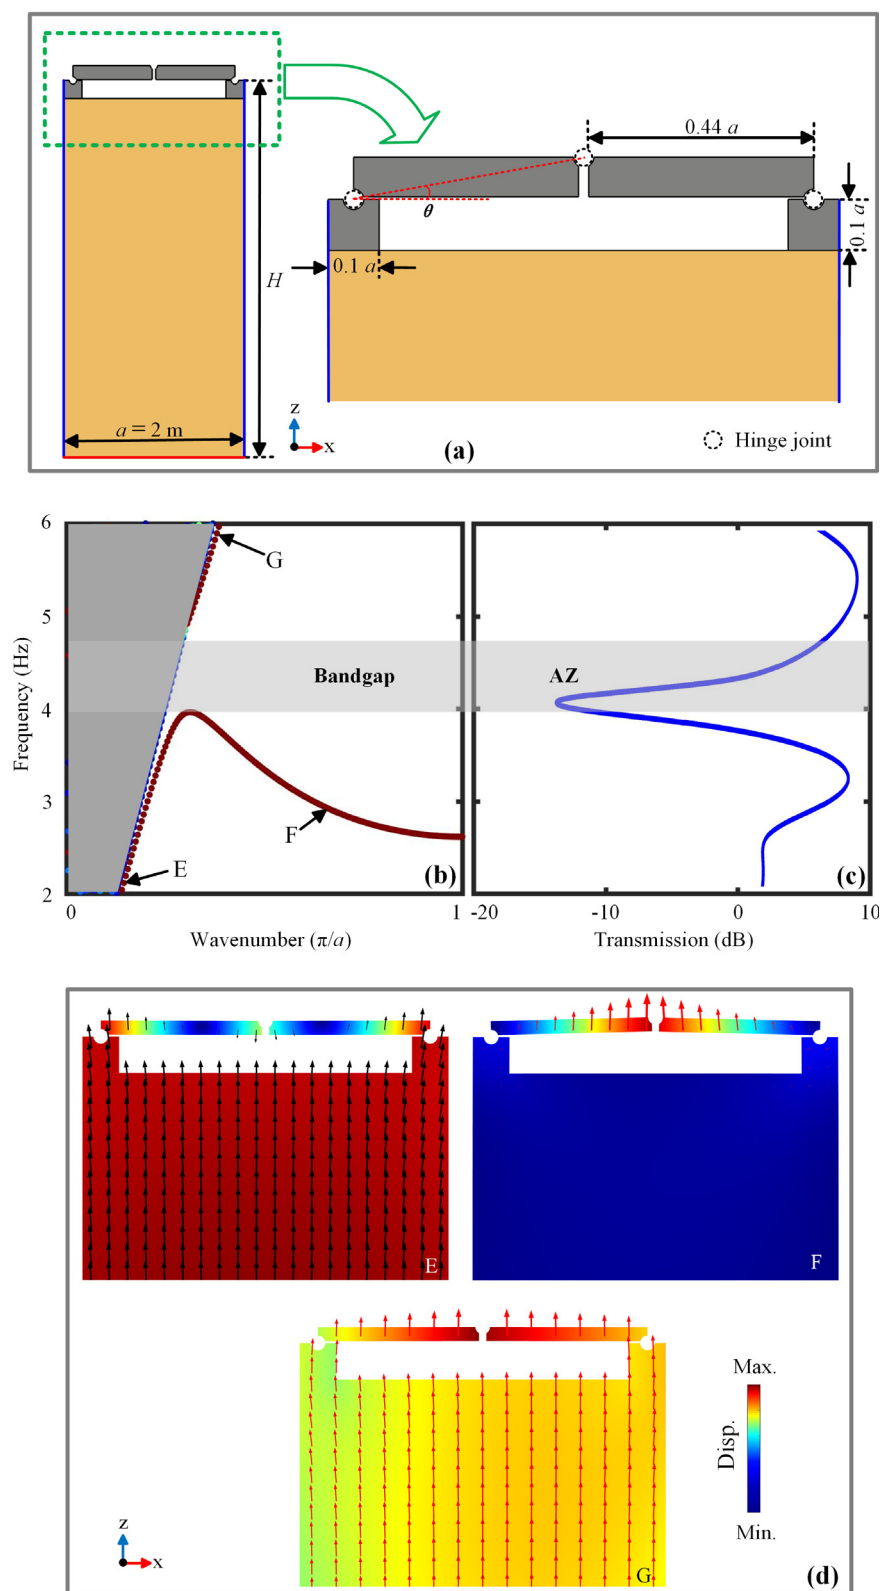 0.44 a
θ
0.1 a
0.1 a
H
a = 2 m
z
x
(a)
Hinge joint
6
5
4
3
2
Frequency (Hz)
G
Bandgap
AZ
F
E
(b)
(c)
0
1
-20
-10
0
10
Wavenumber (π/a)
Transmission (dB)
E
F
G
Max.
Disp.
Min.
z
x
(d)